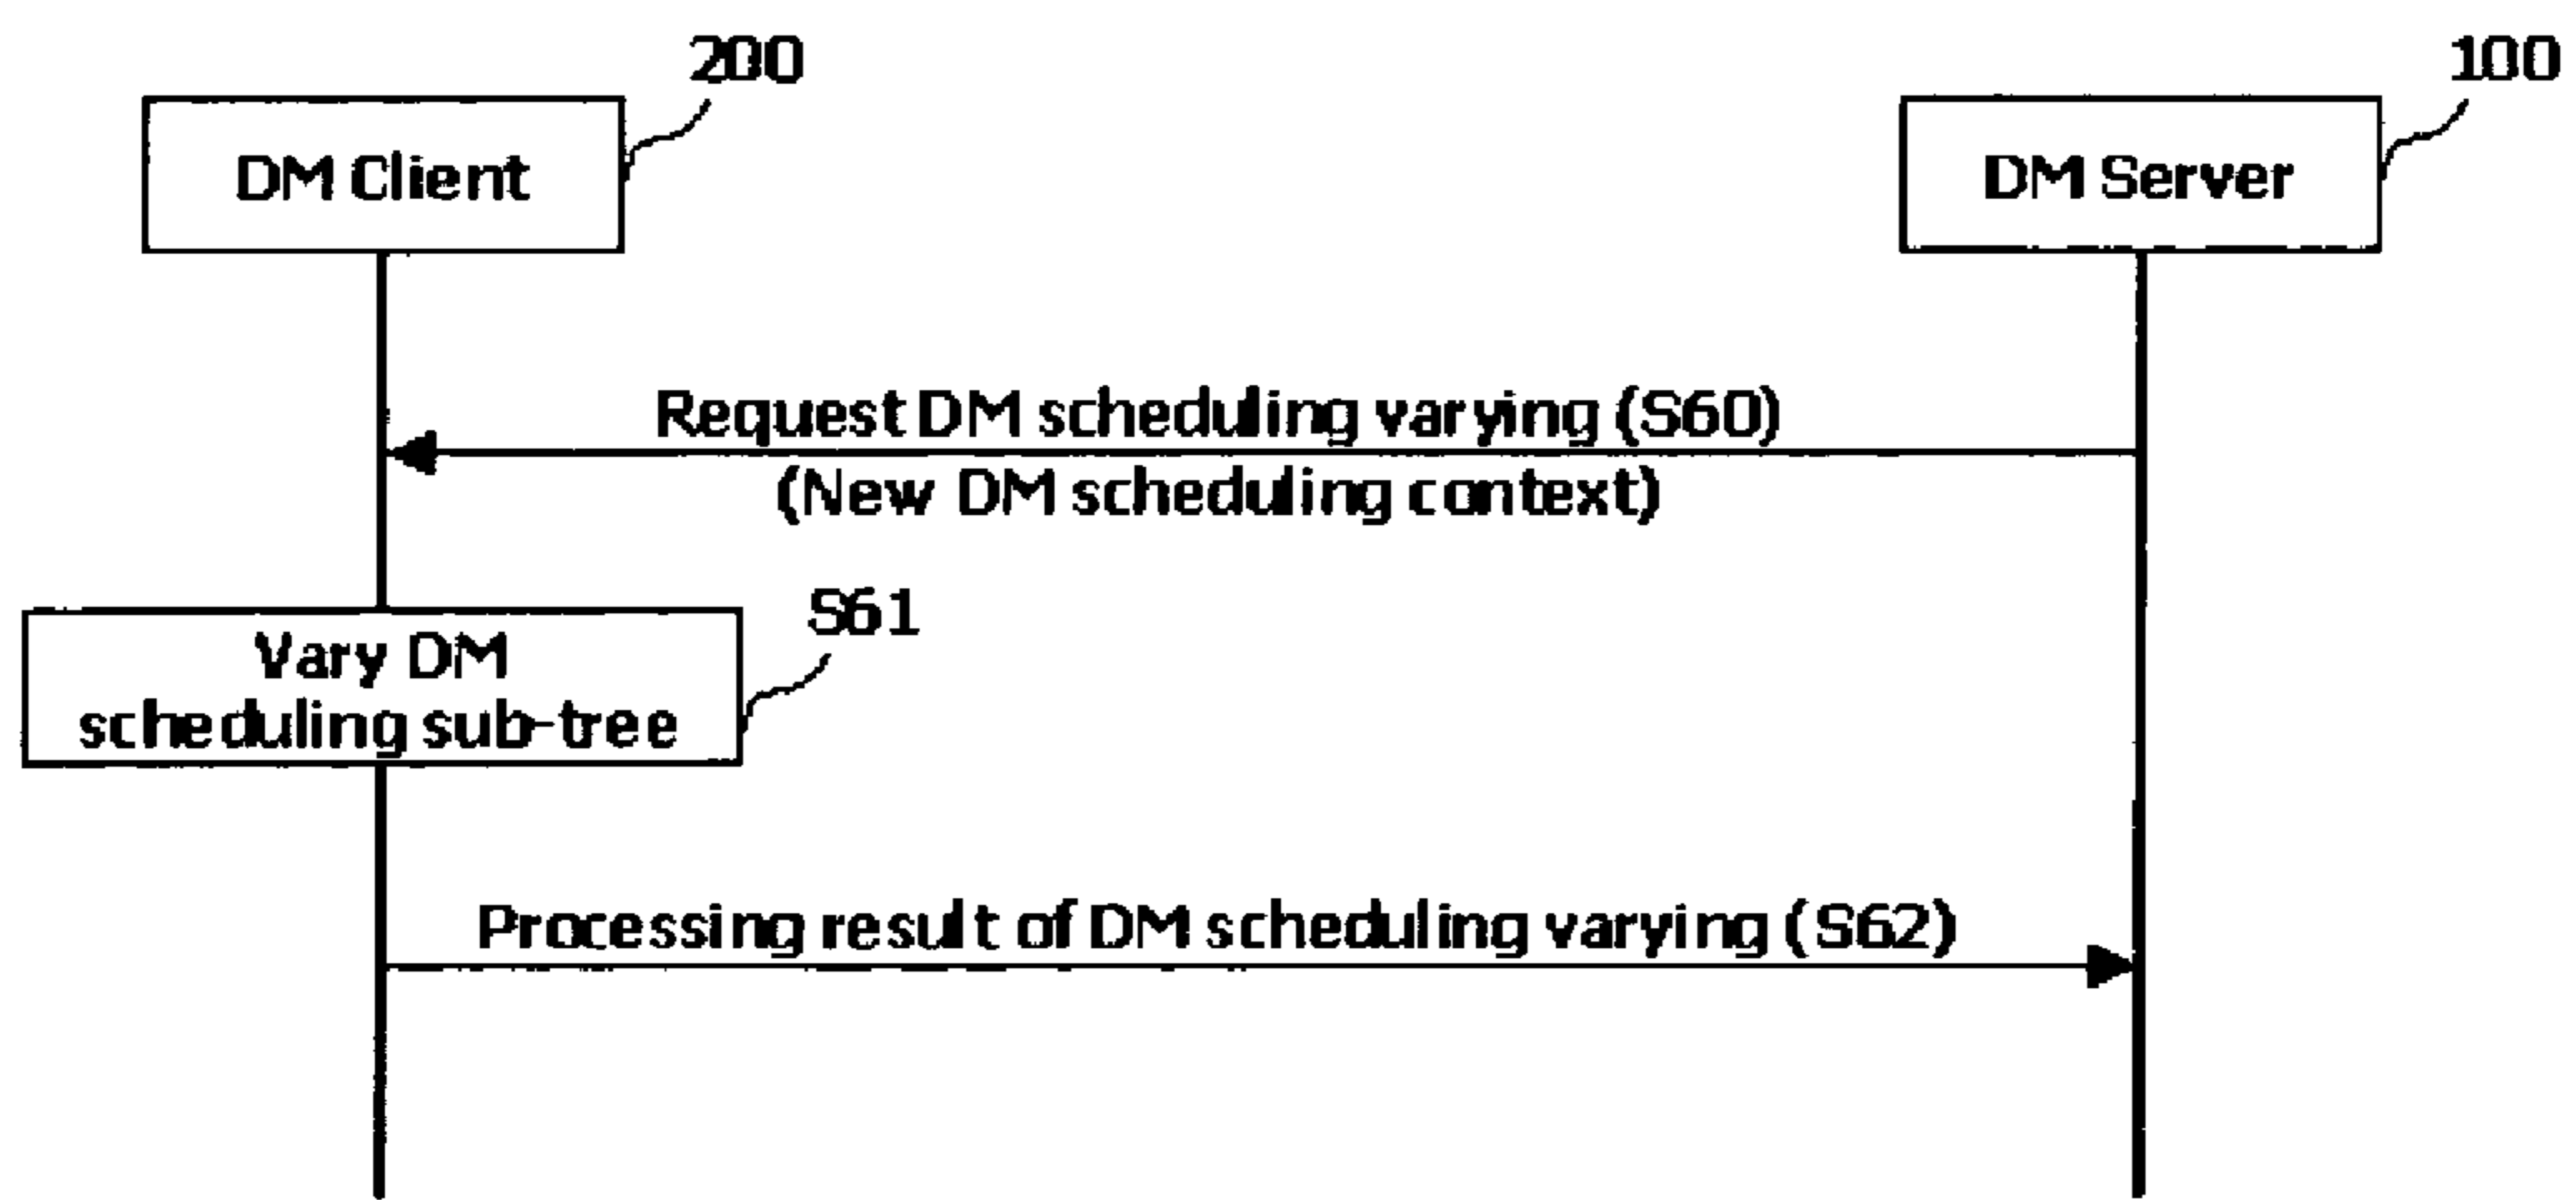 200
100
DM Client
DM Server
Request DM scheduling varying (S60)
(New DM scheduling context)
S61
Vary DM
scheduling sub-tree
Processing result of DM scheduling varying (S62)